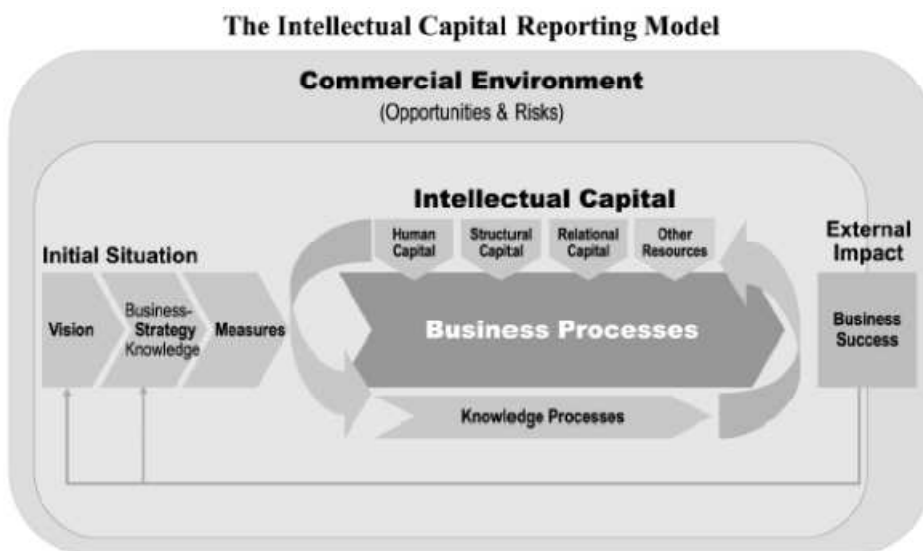 The Intellectual Capital Reporting Model
Commercial Environment
(Opportunities & Risks)
Intellectual Capital
Human
Capital
Structural
Capital
Relational
Capital
Other
Resources
Initial Situation
Vision
Business-
Strategy
Knowledge
Measures
Business Processes
Knowledge Processes
External
Impact
Business
Success